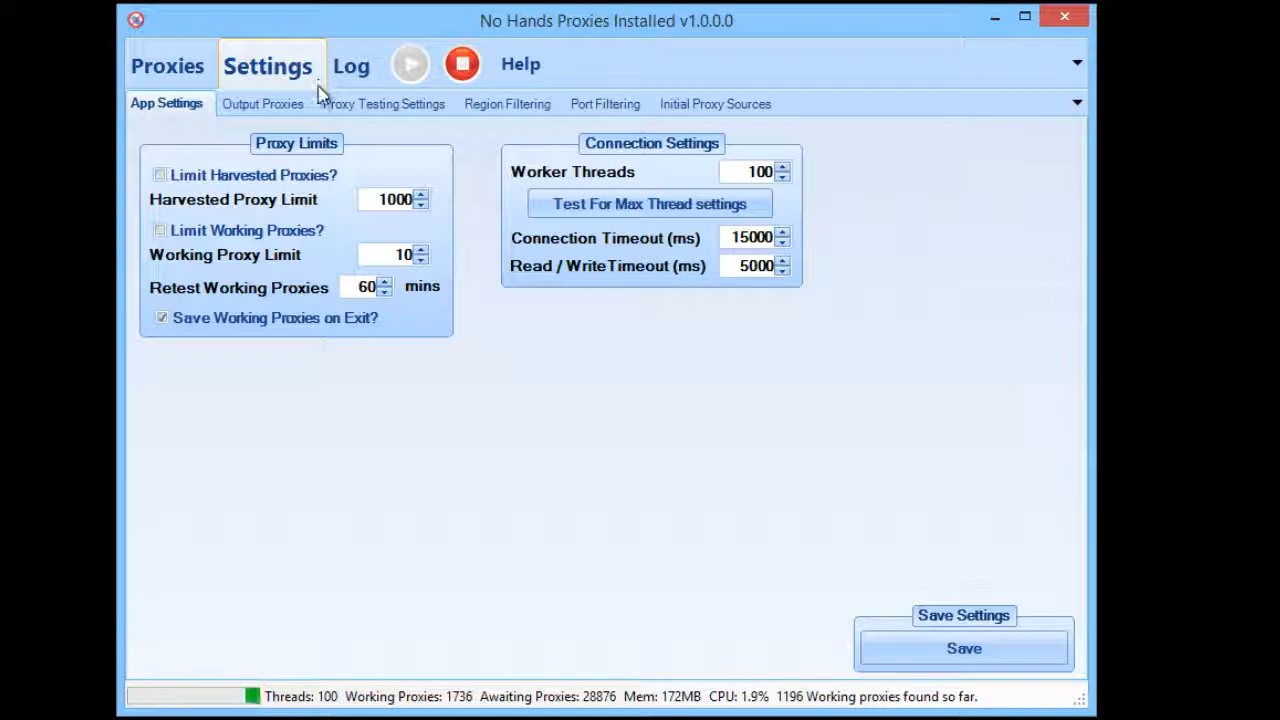 No Hands Proxies Installed v1.0.0.0
Proxies Settings Log Help
App Settings Output Proxies Proxy Testing Settings Region Filtering Port Filtering Initial Proxy Sources
Proxy Limits
Limit Harvested Proxies?
Harvested Proxy Limit 1000
Limit Working Proxies?
Working Proxy Limit 10
Retest Working Proxies 60 mins
Save Working Proxies on Exit?
Connection Settings
Worker Threads 100
Test For Max Thread settings
Connection Timeout (ms) 15000
Read / WriteTimeout (ms) 5000
Save Settings
Save
Threads: 100 Working Proxies: 1736 Awaiting Proxies: 28876 Mem: 172MB CPU: 1.9% 1196 Working proxies found so far.